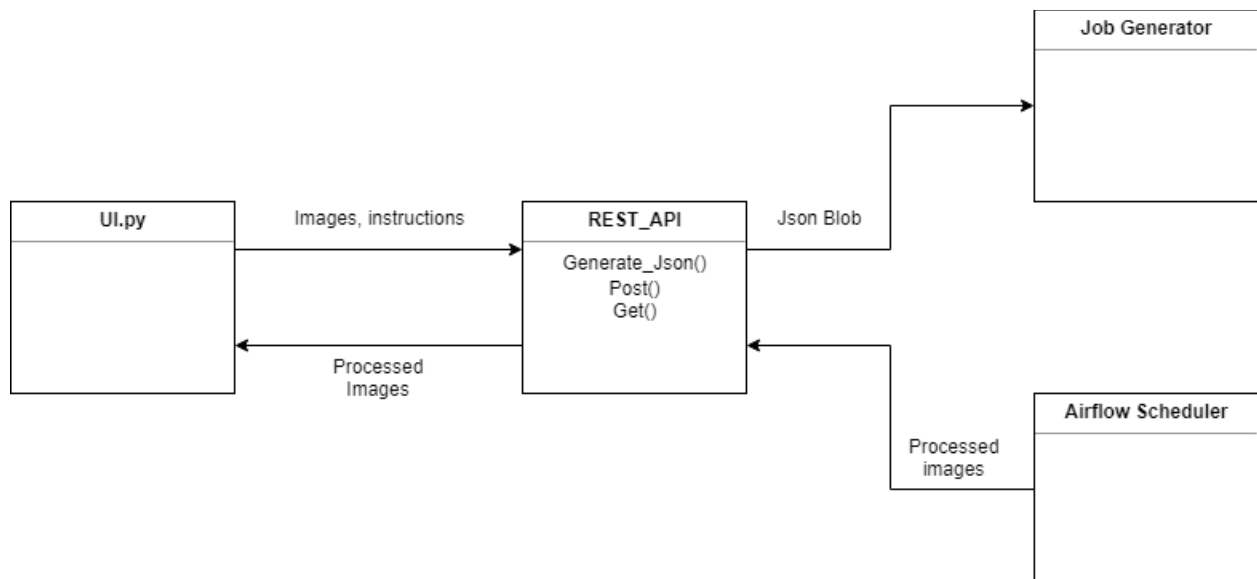 Job Generator
UI.py
Images, instructions
REST_API
Json Blob
Generate_Json()
Post()
Get()
Processed
Images
Airflow Scheduler
Processed
images